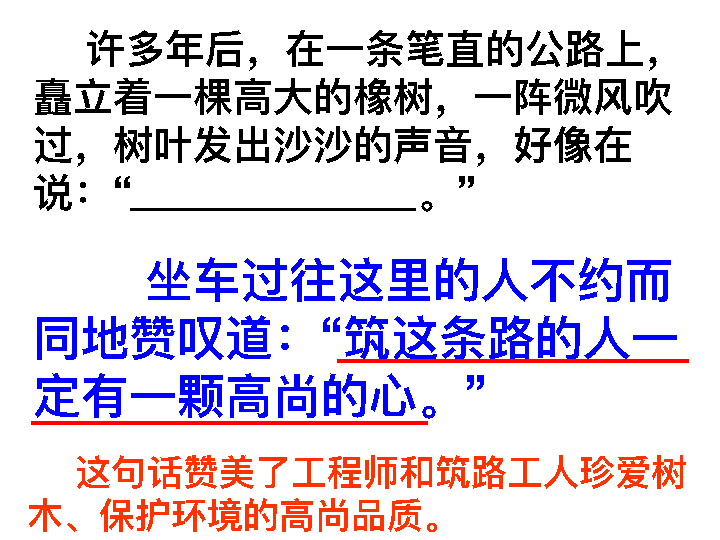 许多年后，在一条笔直的公路上，
矗立着一棵高大的橡树，一阵微风吹
过，树叶发出沙沙的声音，好像在
说：“______________。”
坐车过往这里的人不约而
同地赞叹道：“筑这条路的人一
定有一颗高尚的心。”
这句话赞美了工程师和筑路工人珍爱树
木、保护环境的高尚品质。